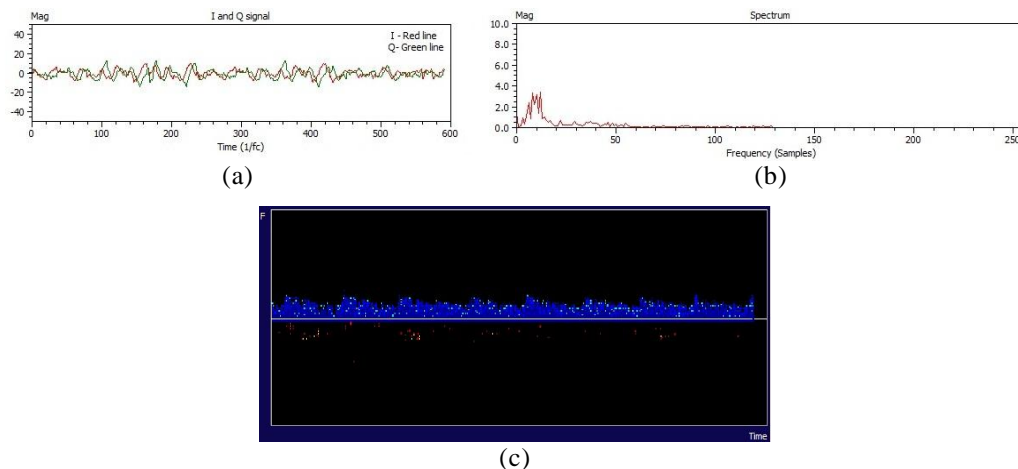 Mag I and Q signal
I - Red line
Q- Green line
40
20
0
-20
-40
0 100 200 300 400 500 600
Time (1/fc)
(a)
Mag Spectrum
10.0
8.0
6.0
4.0
2.0
0.0
0 50 100 150 200 250
Frequency (Samples)
(b)
F
Time
(c)